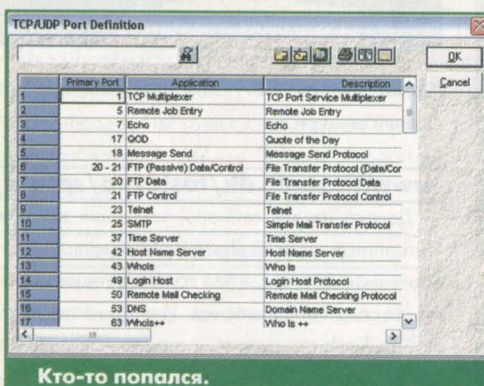 TCP/UDP Port Definition
OK
Cancel
Primary Port Application Description
1 1 TCP Multiplexer TCP Port Service Multiplexer
2 5 Remote Job Entry Remote Job Entry
3 7 Echo Echo
4 17 QOD Quote of the Day
5 18 Message Send Message Send Protocol
6 20 - 21 FTP (Passive) Data/Control File Transfer Protocol (Data/Cor
7 20 FTP Data File Transfer Protocol Data
8 21 FTP Control File Transfer Protocol Control
9 23 Telnet Telnet
10 25 SMTP Simple Mail Transfer Protocol
11 37 Time Server Time Server
12 42 Host Name Server Host Name Server
13 43 WhoIs Who Is
14 49 Login Host Login Host Protocol
15 50 Remote Mail Checking Remote Mail Checking Protocol
16 53 DNS Domain Name Server
17 63 WhoIs++ Who Is ++
Кто-то попался.